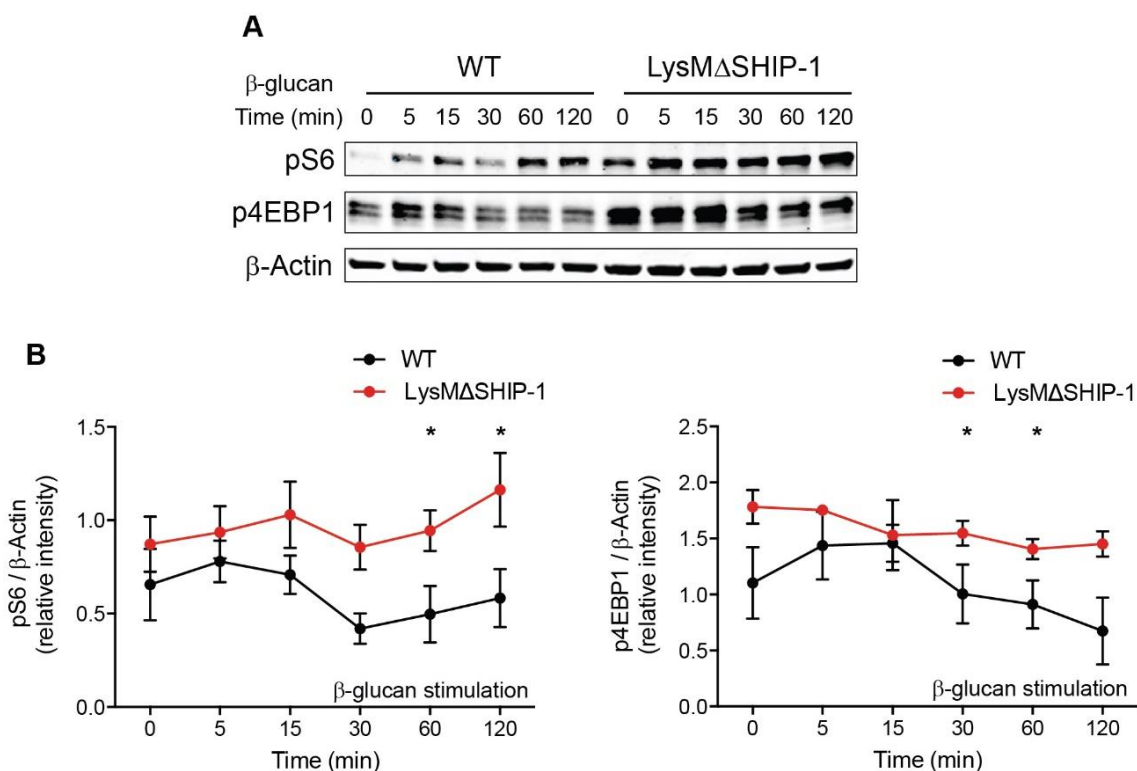 A
WT LysMΔSHIP-1
β-glucan
Time (min) 0 5 15 30 60 120 0 5 15 30 60 120
pS6
p4EBP1
β-Actin
B
WT
LysMΔSHIP-1
1.5
1.0
0.5
0.0
pS6 / β-Actin
(relative intensity)
* *
β-glucan stimulation
0 5 15 30 60 120
Time (min)
WT
LysMΔSHIP-1
2.5
2.0
1.5
1.0
0.5
0.0
p4EBP1 / β-Actin
(relative intensity)
* *
β-glucan stimulation
0 5 15 30 60 120
Time (min)